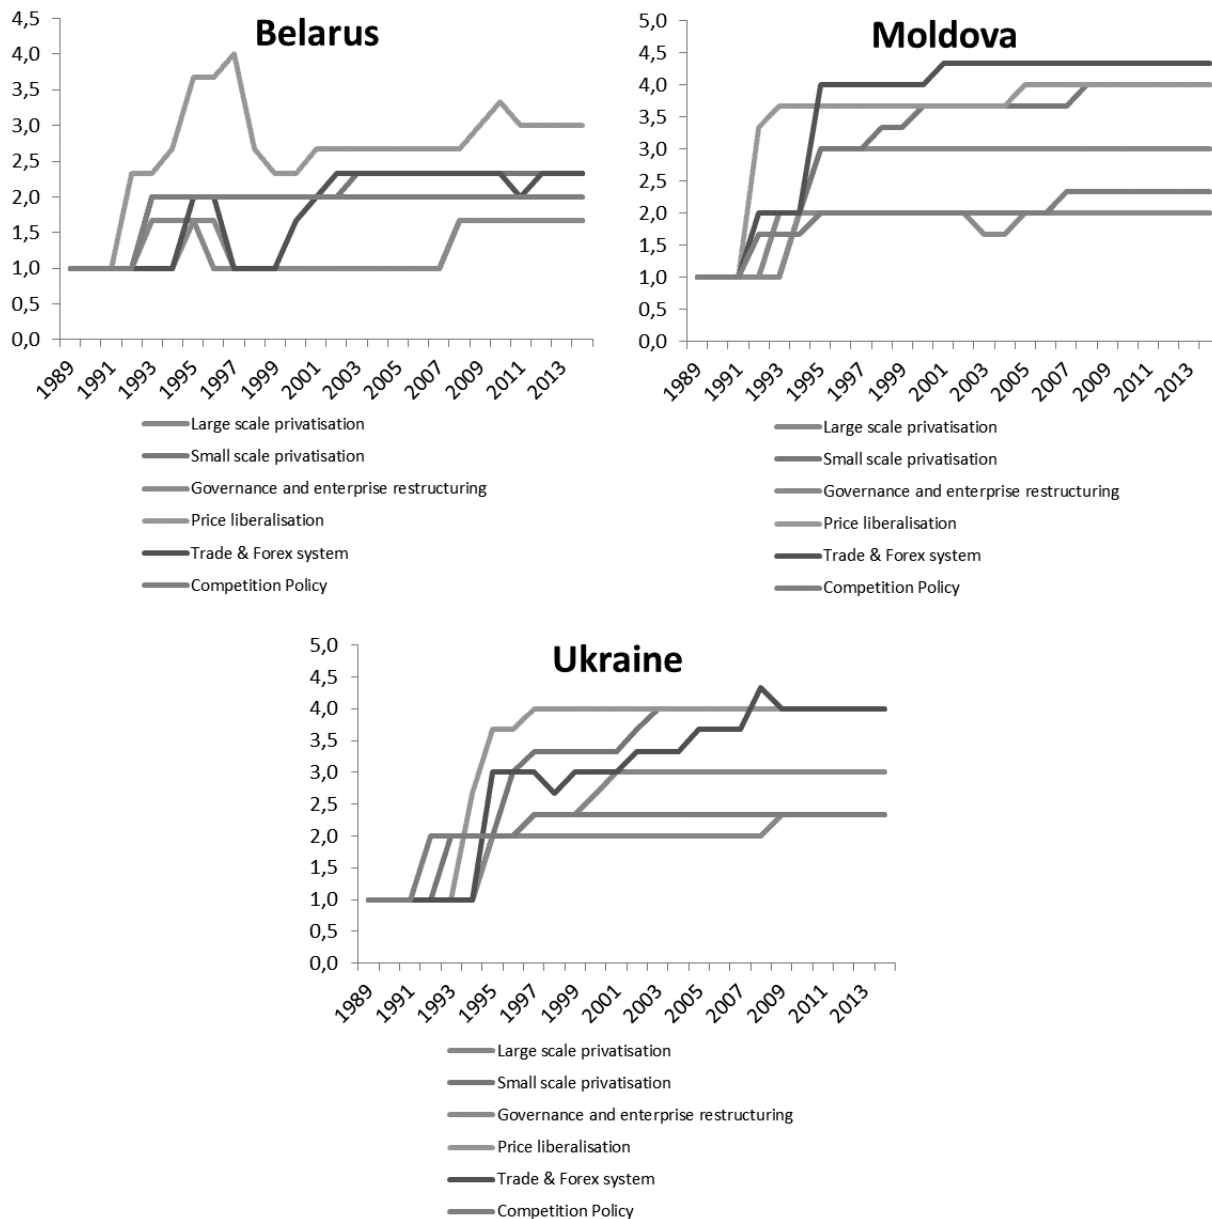 Belarus
4,5
4,0
3,5
3,0
2,5
2,0
1,5
1,0
0,5
0,0
1989 1991 1993 1995 1997 1999 2001 2003 2005 2007 2009 2011 2013
Large scale privatisation
Small scale privatisation
Governance and enterprise restructuring
Price liberalisation
Trade & Forex system
Competition Policy
Moldova
5,0
4,5
4,0
3,5
3,0
2,5
2,0
1,5
1,0
0,5
0,0
1989 1991 1993 1995 1997 1999 2001 2003 2005 2007 2009 2011 2013
Large scale privatisation
Small scale privatisation
Governance and enterprise restructuring
Price liberalisation
Trade & Forex system
Competition Policy
Ukraine
5,0
4,5
4,0
3,5
3,0
2,5
2,0
1,5
1,0
0,5
0,0
1989 1991 1993 1995 1997 1999 2001 2003 2005 2007 2009 2011 2013
Large scale privatisation
Small scale privatisation
Governance and enterprise restructuring
Price liberalisation
Trade & Forex system
Competition Policy